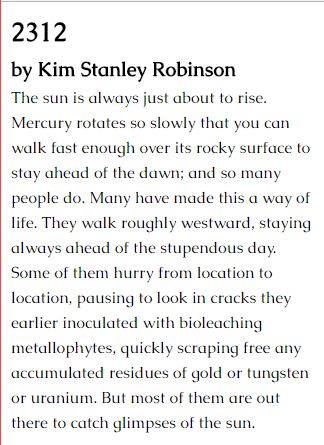 2312
by Kim Stanley Robinson
The sun is always just about to rise.
Mercury rotates so slowly that you can
walk fast enough over its rocky surface to
stay ahead of the dawn; and so many
people do. Many have made this a way of
life. They walk roughly westward, staying
always ahead of the stupendous day.
Some of them hurry from location to
location, pausing to look in cracks they
earlier inoculated with bioleaching
metallophytes, quickly scraping free any
accumulated residues of gold or tungsten
or uranium. But most of them are out
there to catch glimpses of the sun.